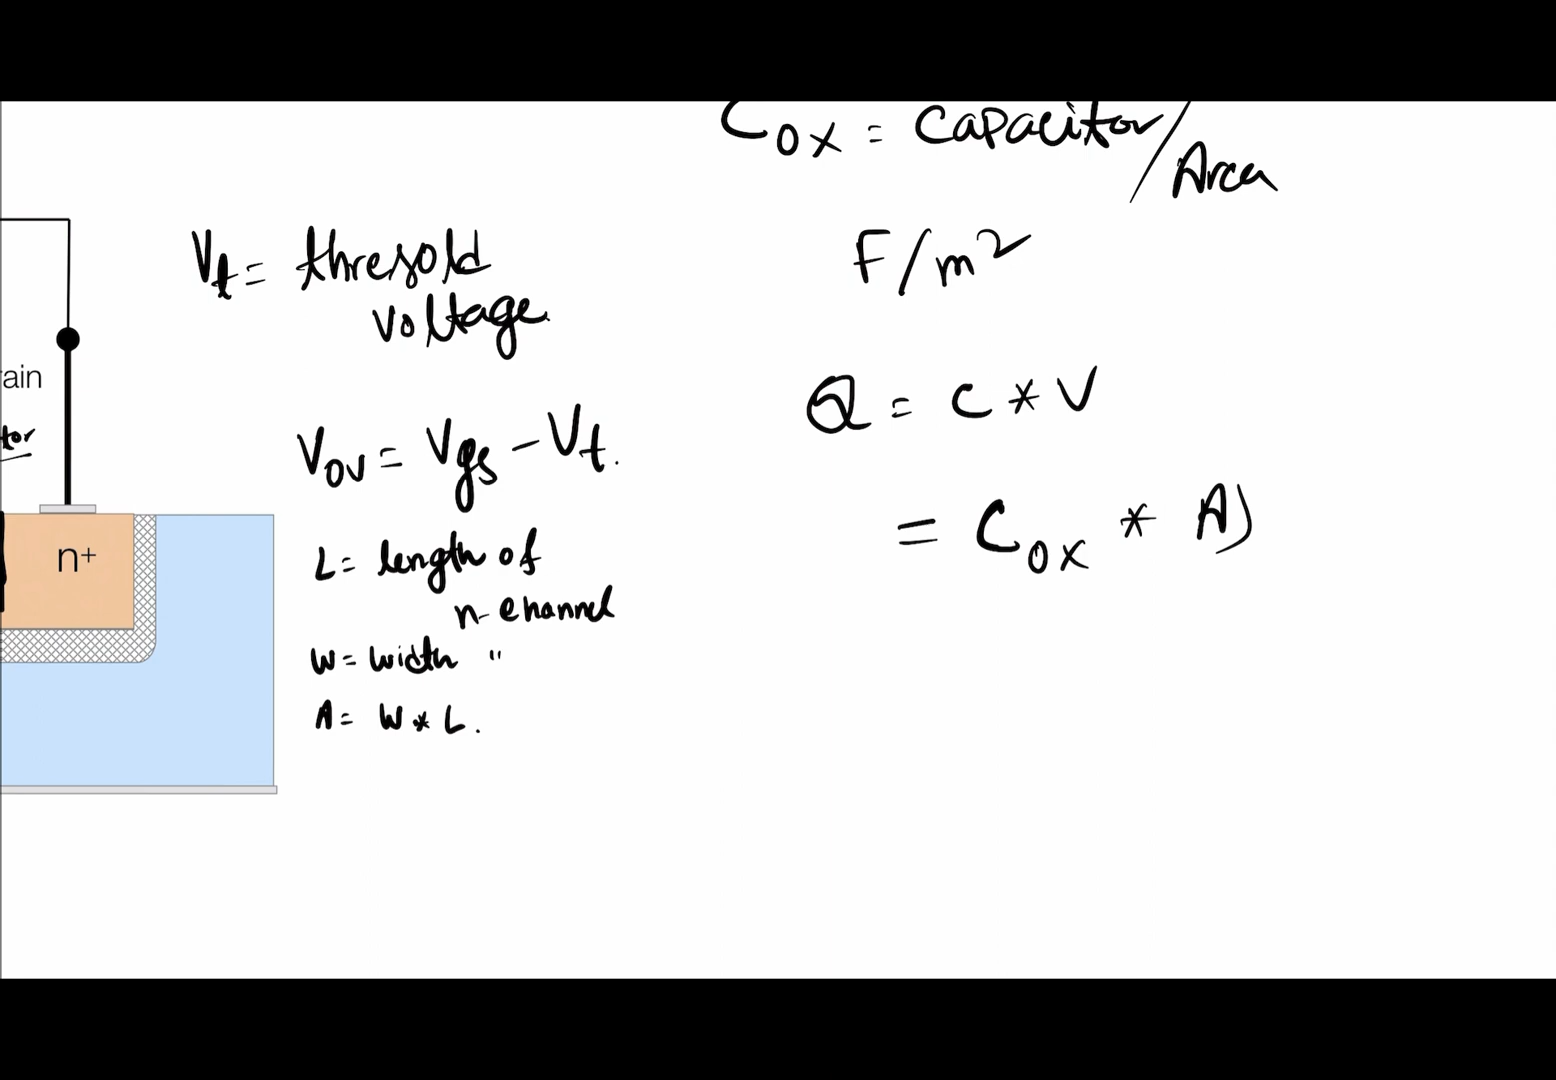 Cox = capacitor/Area
F/m²
Vt = thresold
voltage.
ain
Q = C * V
tor
Vov = Vgs - Vt.
= Cox * A)
n+
L = length of
n-channel
W = width "
A = W * L.